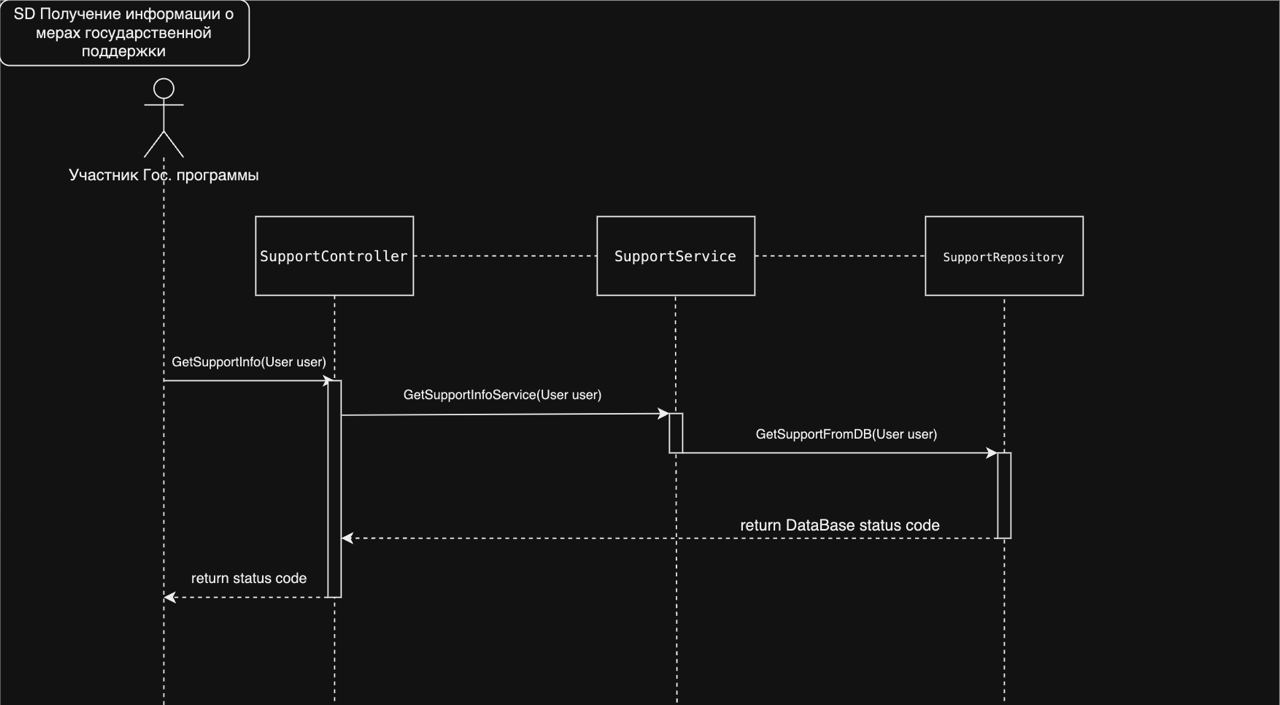 SD Получение информации о
мерах государственной
поддержки
Участник Гос. программы
SupportController
SupportService
SupportRepository
GetSupportInfo(User user)
GetSupportInfoService(User user)
GetSupportFromDB(User user)
return DataBase status code
return status code